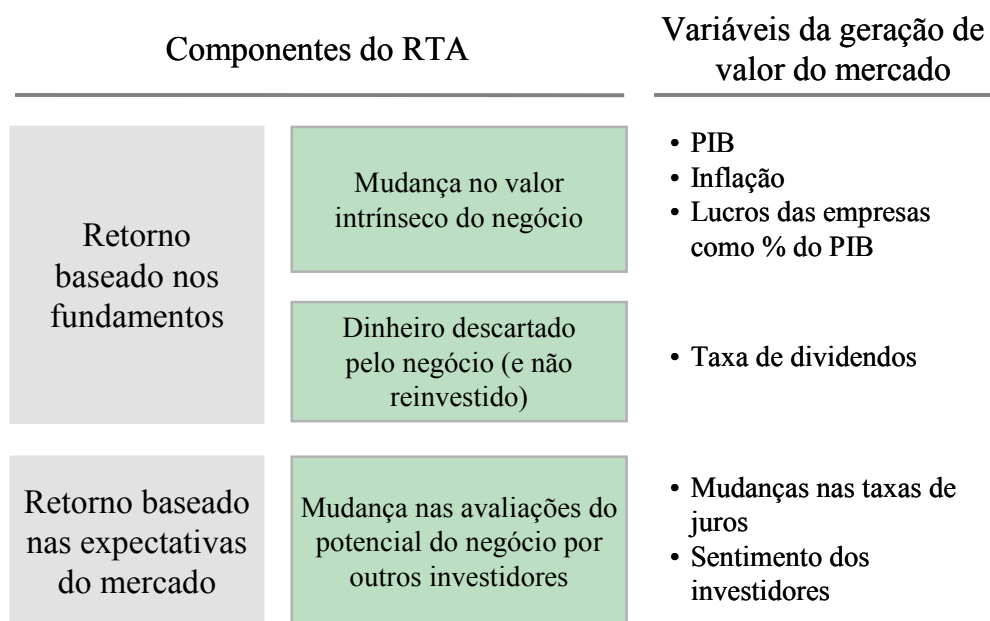 Componentes do RTA
Variáveis da geração de
valor do mercado
Retorno
baseado nos
fundamentos
Mudança no valor
intrínseco do negócio
• PIB
• Inflação
• Lucros das empresas
como % do PIB
Dinheiro descartado
pelo negócio (e não
reinvestido)
• Taxa de dividendos
Retorno baseado
nas expectativas
do mercado
Mudança nas avaliações do
potencial do negócio por
outros investidores
• Mudanças nas taxas de
juros
• Sentimento dos
investidores